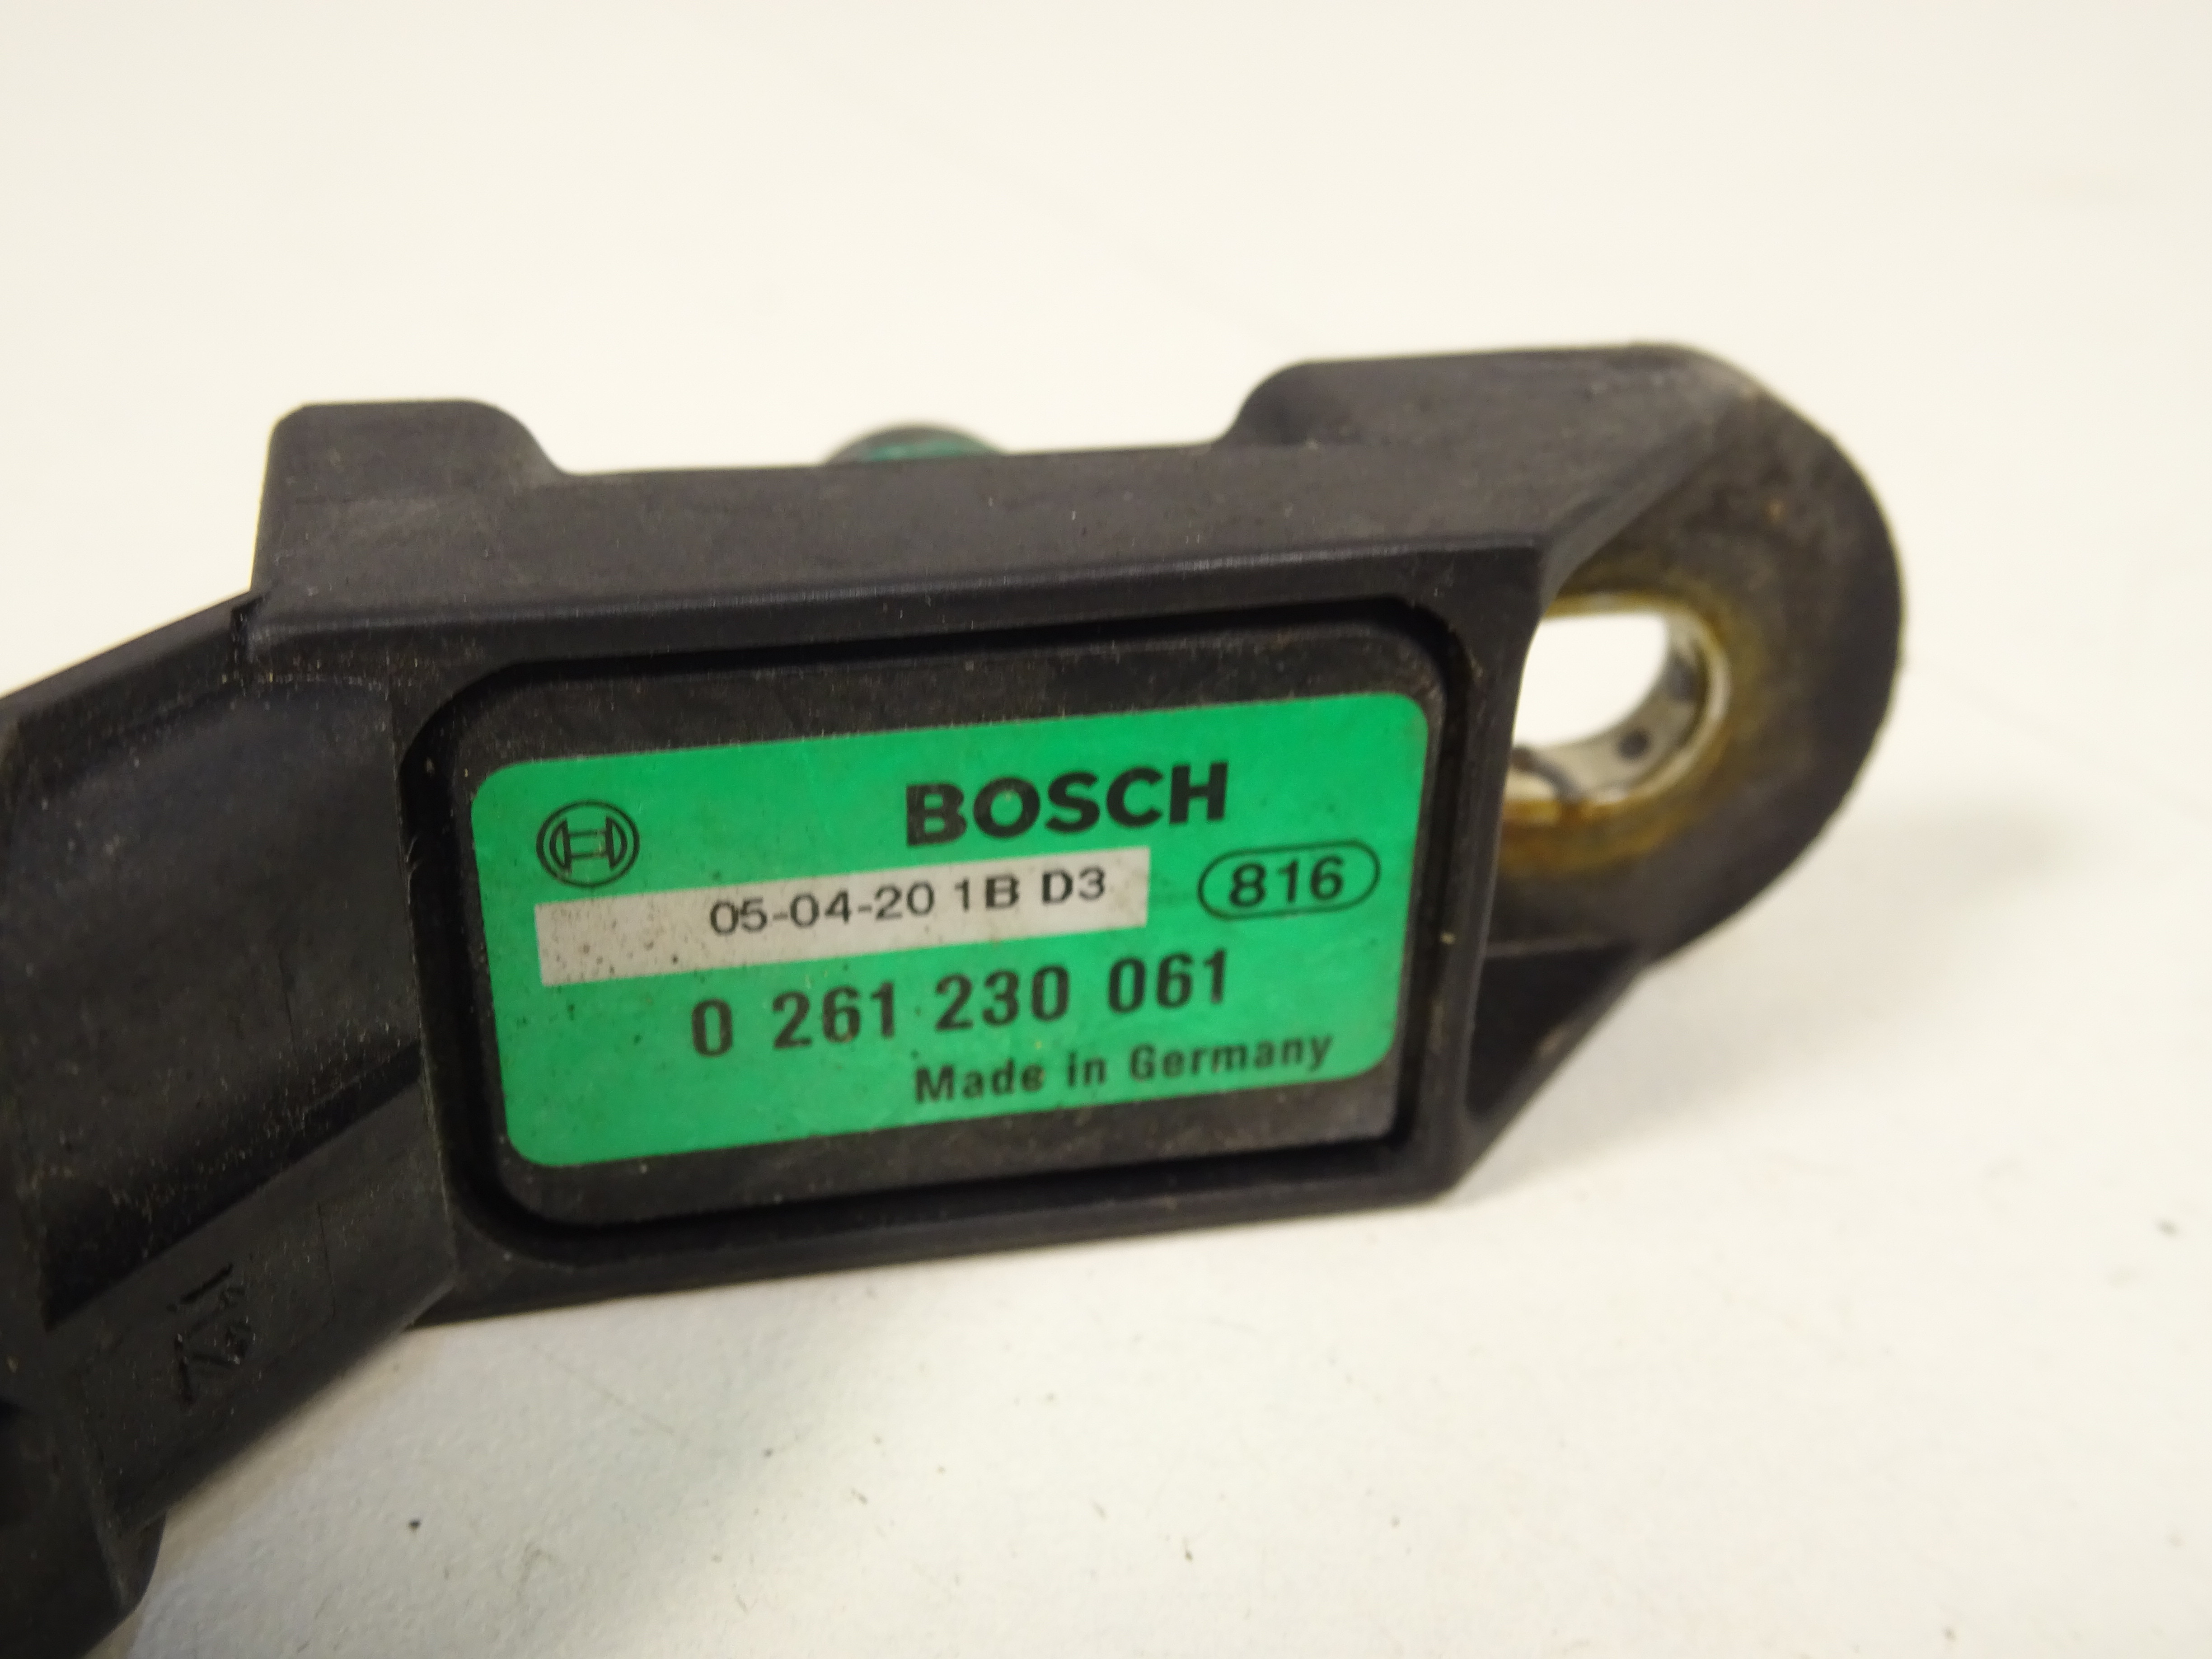 BOSCH
05-04-20 1B D3
816
0 261 230 061
Made in Germany